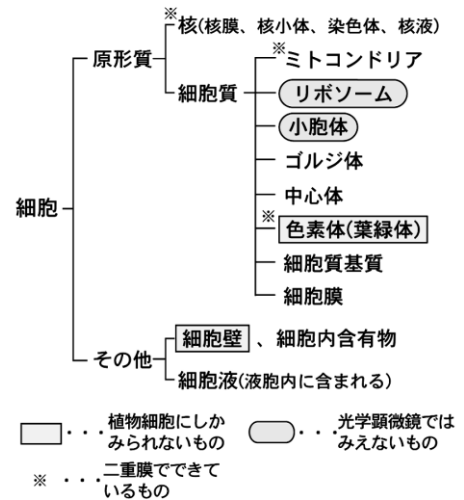 ※核(核膜、核小体、染色体、核液)
原形質
※ミトコンドリア
細胞質
リボソーム
小胞体
ゴルジ体
中心体
細胞
※色素体(葉緑体)
細胞質基質
細胞膜
細胞壁、細胞内含有物
その他
細胞液(液胞内に含まれる)
・・・植物細胞にしか
みられないもの
・・・光学顕微鏡では
みえないもの
※ ・・・二重膜でできて
いるもの